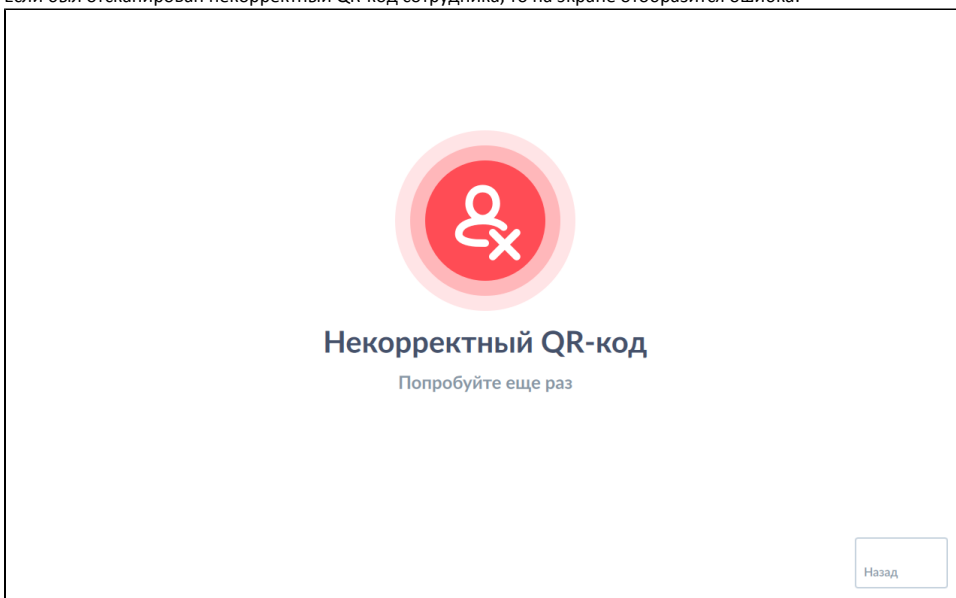 Если был отсканирован некорректный QR-код сотрудника, то на экране отобразится ошибка.
Некорректный QR-код
Попробуйте еще раз
Назад